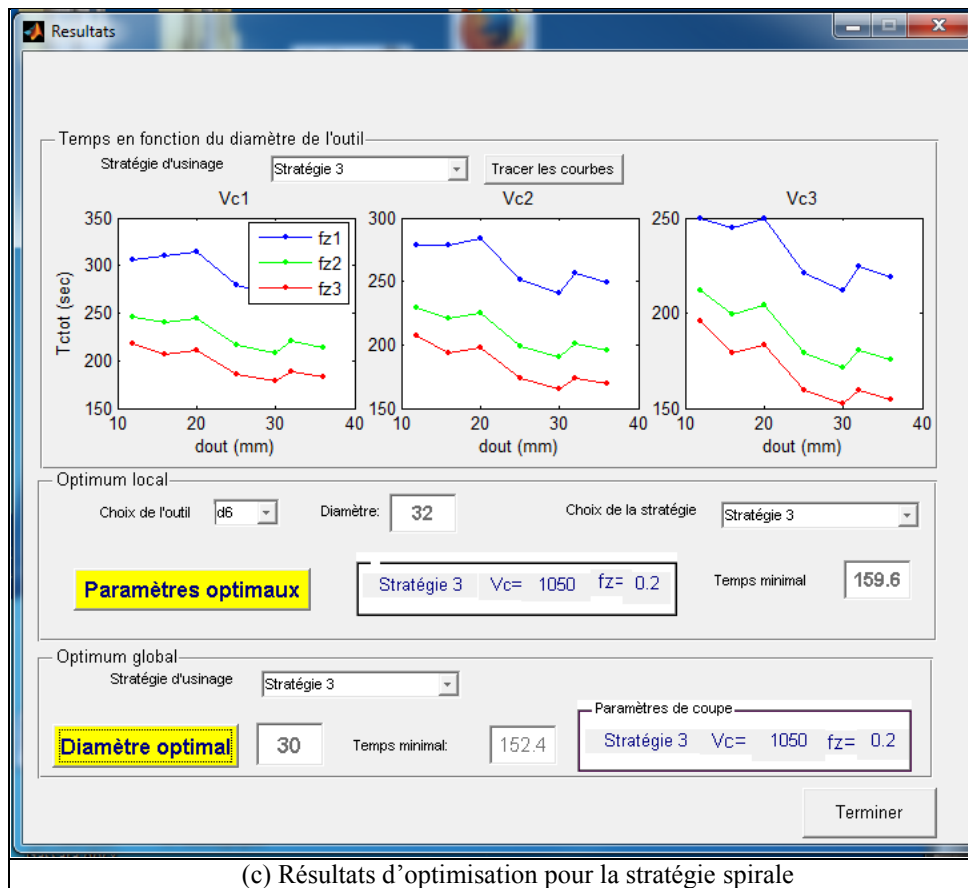 Resultats
Temps en fonction du diamètre de l'outil
Stratégie d'usinage Stratégie 3 Tracer les courbes
Vc1 Vc2 Vc3
Tctot (sec)
350
300
250
200
150
10 20 30 40
dout (mm)
fz1
fz2
fz3
300
250
200
150
10 20 30 40
dout (mm)
250
200
150
10 20 30 40
dout (mm)
Optimum local
Choix de l'outil d6 Diamètre: 32 Choix de la stratégie Stratégie 3
Paramètres optimaux Stratégie 3 Vc= 1050 fz= 0.2 Temps minimal 159.6
Optimum global
Stratégie d'usinage Stratégie 3
Paramètres de coupe
Diamètre optimal 30 Temps minimal: 152.4 Stratégie 3 Vc= 1050 fz= 0.2
Terminer
(c) Résultats d'optimisation pour la stratégie spirale